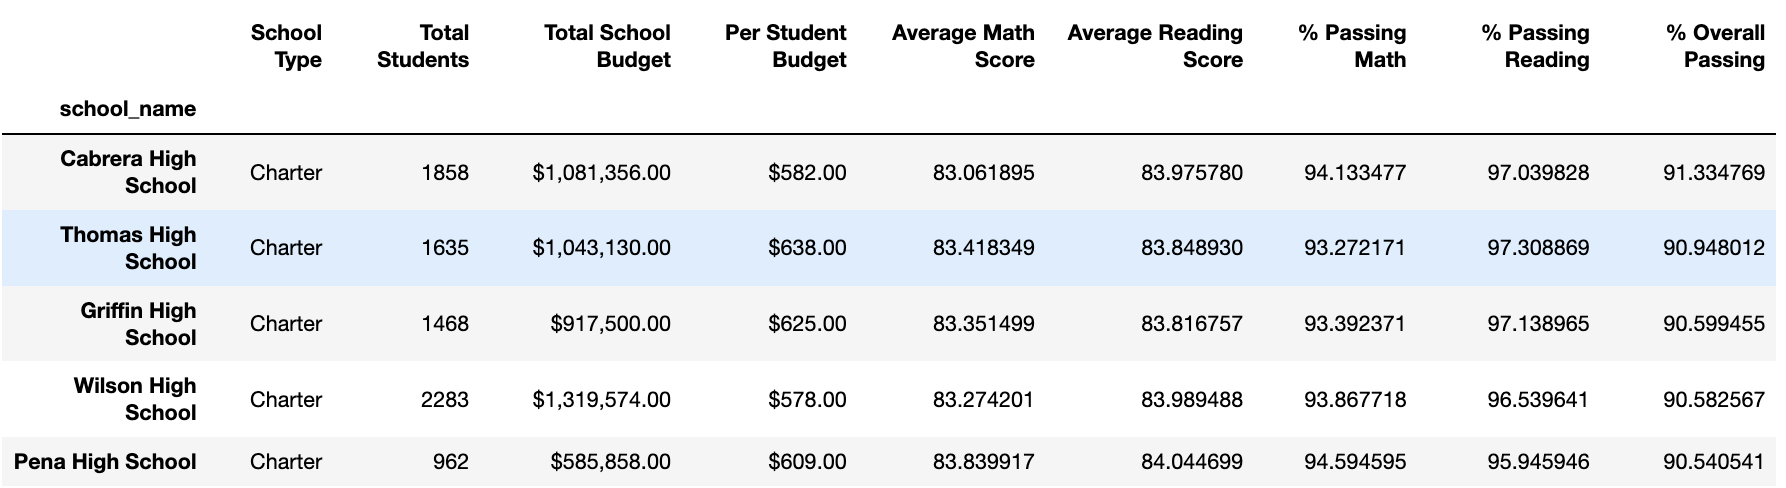 School Type Total Students Total School Budget Per Student Budget Average Math Score Average Reading Score % Passing Math % Passing Reading % Overall Passing
school_name
Cabrera High School Charter 1858 $1,081,356.00 $582.00 83.061895 83.975780 94.133477 97.039828 91.334769
Thomas High School Charter 1635 $1,043,130.00 $638.00 83.418349 83.848930 93.272171 97.308869 90.948012
Griffin High School Charter 1468 $917,500.00 $625.00 83.351499 83.816757 93.392371 97.138965 90.599455
Wilson High School Charter 2283 $1,319,574.00 $578.00 83.274201 83.989488 93.867718 96.539641 90.582567
Pena High School Charter 962 $585,858.00 $609.00 83.839917 84.044699 94.594595 95.945946 90.540541